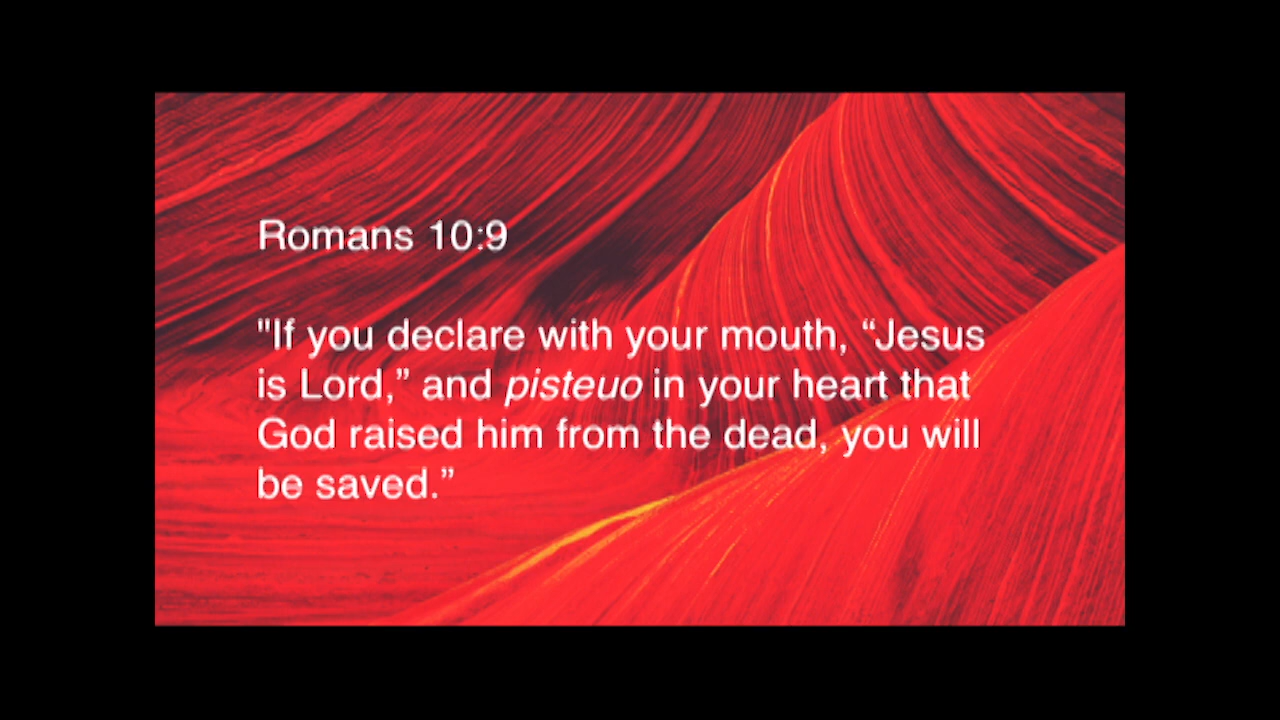 Romans 10:9
"If you declare with your mouth, “Jesus
is Lord,” and pisteuo in your heart that
God raised him from the dead, you will
be saved.”